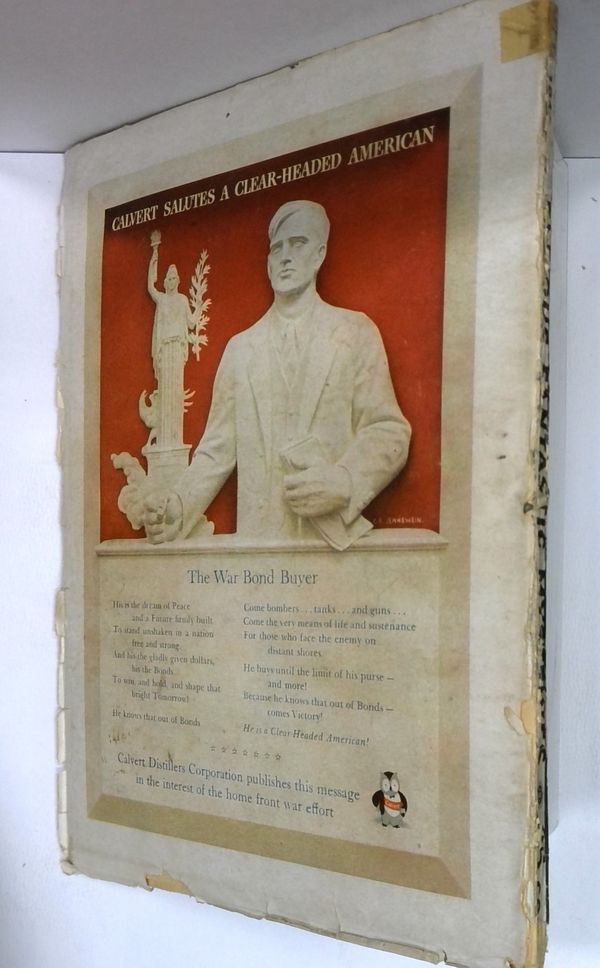 CALVERT SALUTES A CLEAR-HEADED AMERICAN
C. P. JENNEWEIN
The War Bond Buyer
His is the dream of Peace
and a Future firmly built.
To stand unshaken in a nation
free and strong.
And his the gladly given dollars,
his the Bonds
To win, and hold, and shape that
bright Tomorrow!
He knows that out of Bonds
Come bombers . . . tanks . . . and guns . . .
Come the very means of life and sustenance
For those who face the enemy on
distant shores.
He buys until the limit of his purse —
and more!
Because he knows that out of Bonds —
comes Victory!
He is a Clear-Headed American!
Calvert Distillers Corporation publishes this message
in the interest of the home front war effort
FAMOUS FANTASTIC MYSTERIES